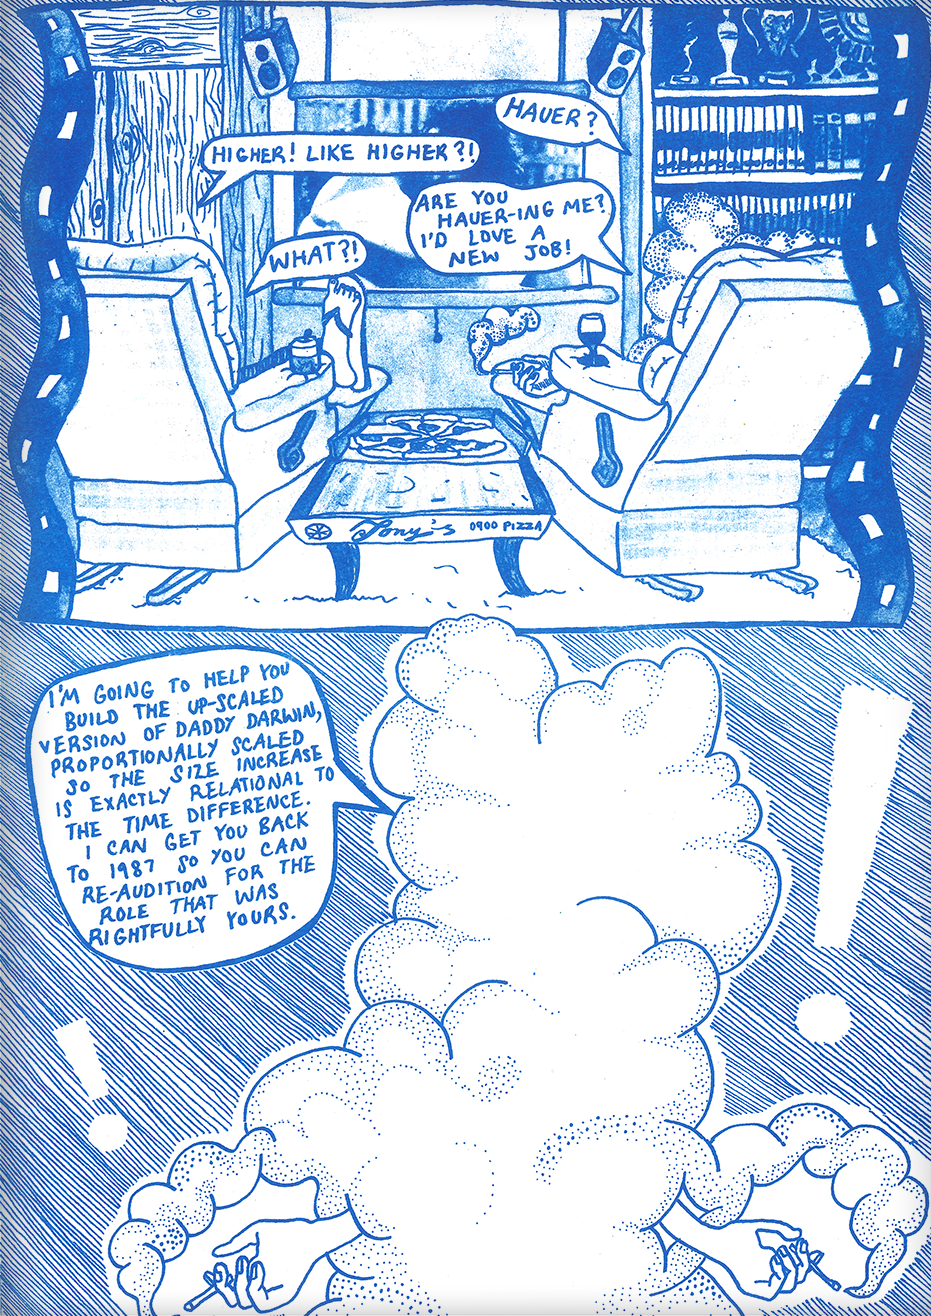 HAUER?
HIGHER! LIKE HIGHER?!
ARE YOU
HAUER-ING ME?
I'D LOVE A
NEW JOB!
WHAT?!
Tony's 0900 PIZZA
I'M GOING TO HELP YOU
BUILD THE UP-SCALED
VERSION OF DADDY DARWIN,
PROPORTIONALLY SCALED
SO THE SIZE INCREASE
IS EXACTLY RELATIONAL TO
THE TIME DIFFERENCE.
I CAN GET YOU BACK
TO 1987 SO YOU CAN
RE-AUDITION FOR THE
ROLE THAT WAS
RIGHTFULLY YOURS.
!
!